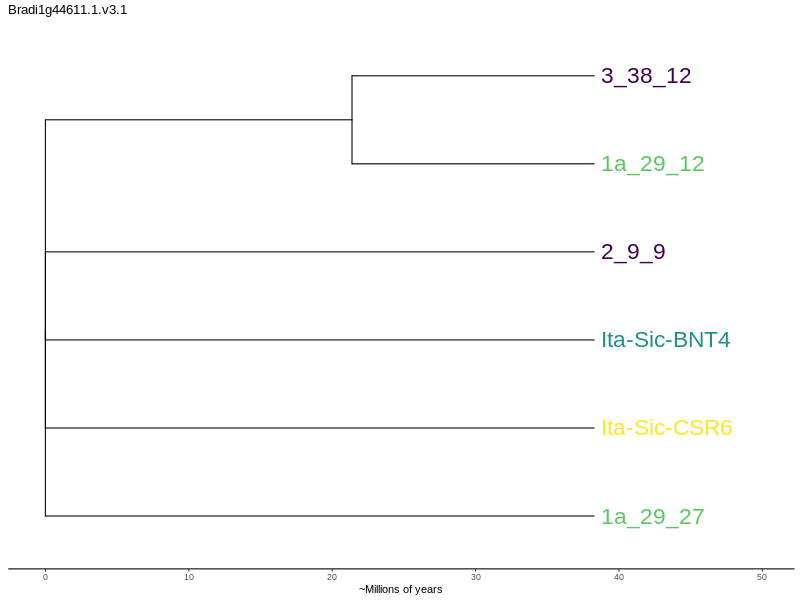 Bradi1g44611.1.v3.1
3_38_12
1a_29_12
2_9_9
Ita-Sic-BNT4
Ita-Sic-CSR6
1a_29_27
0 10 20 30 40 50
~Millions of years